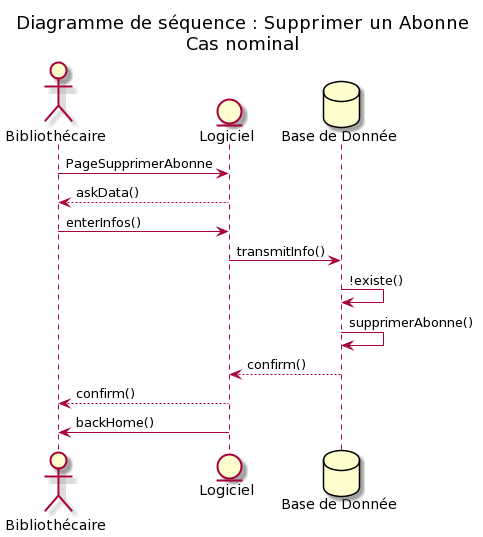 Diagramme de séquence : Supprimer un Abonne
Cas nominal
Bibliothécaire
Logiciel
Base de Donnée
PageSupprimerAbonne
askData()
enterInfos()
transmitInfo()
!existe()
supprimerAbonne()
confirm()
confirm()
backHome()
Bibliothécaire
Logiciel
Base de Donnée